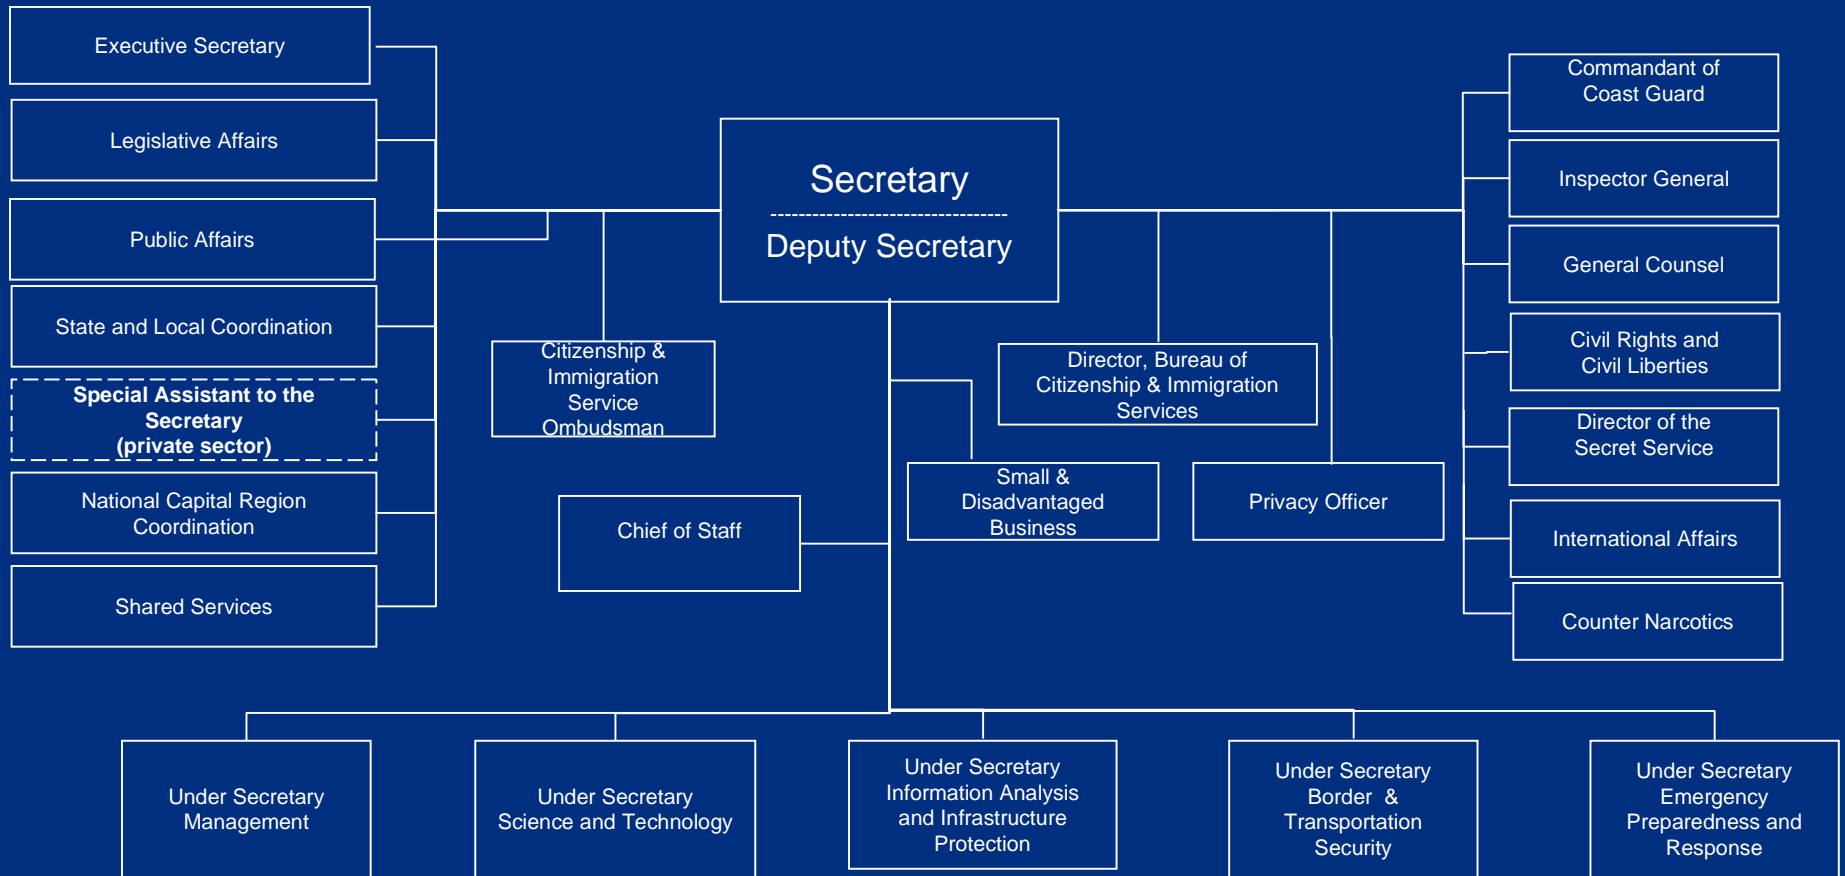 Executive Secretary
Legislative Affairs
Public Affairs
State and Local Coordination
Special Assistant to the
Secretary
(private sector)
National Capital Region
Coordination
Shared Services
Secretary
----------------------------------
Deputy Secretary
Citizenship &
Immigration
Service
Ombudsman
Chief of Staff
Director, Bureau of
Citizenship & Immigration
Services
Small &
Disadvantaged
Business
Privacy Officer
Commandant of
Coast Guard
Inspector General
General Counsel
Civil Rights and
Civil Liberties
Director of the
Secret Service
International Affairs
Counter Narcotics
Under Secretary
Management
Under Secretary
Science and Technology
Under Secretary
Information Analysis
and Infrastructure
Protection
Under Secretary
Border &
Transportation
Security
Under Secretary
Emergency
Preparedness and
Response